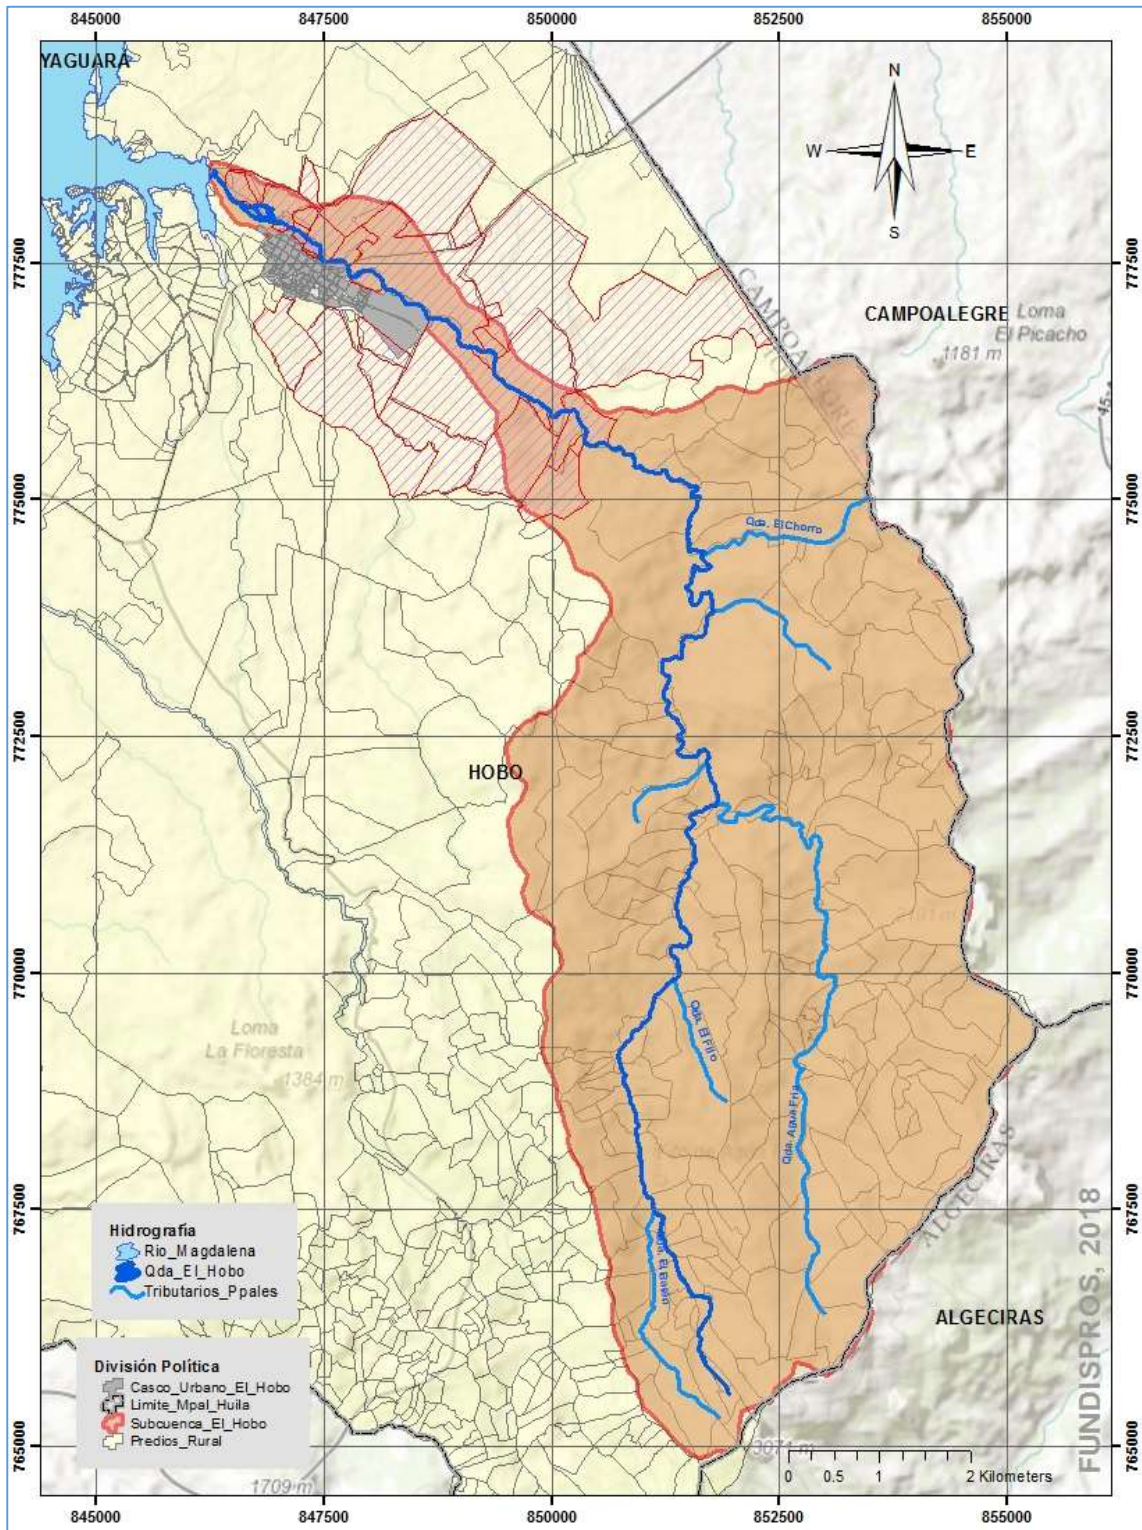 845000 847500 850000 852500 855000
YAGUARÁ
N
W E
S
777500 777500
CAMPOALEGRE
Loma
El Picacho
1181 m
45
775000 775000
Qda. El Chorro
772500 772500
HOBO
770000 770000
Qda. El Filo
Loma
La Floresta
1384 m
Qda. Agua Fria
ALGECIRAS
767500 767500
ALGECIRAS
FUNDISPROS, 2018
Hidrografía
Rio_Magdalena
Qda_El_Hobo
Tributarios_Ppales
División Política
Casco_Urbano_El_Hobo
Limite_Mpal_Huila
Subcuenca_El_Hobo
Predios_Rural
765000 765000
3071 m
0 0.5 1 2 Kilometers
1709 m
845000 847500 850000 852500 855000